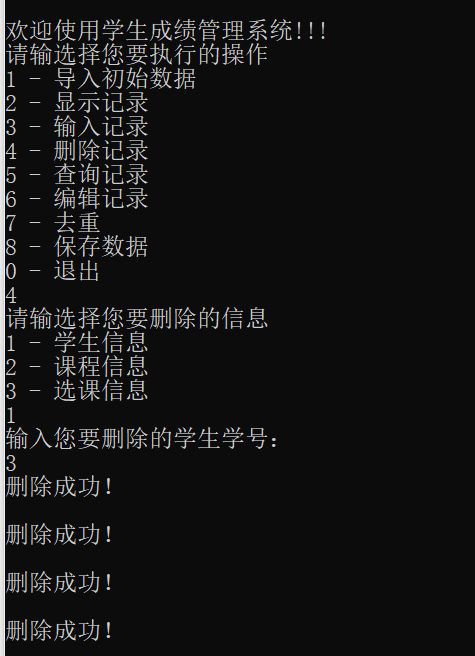 欢迎使用学生成绩管理系统!!!
请输选择您要执行的操作
1 - 导入初始数据
2 - 显示记录
3 - 输入记录
4 - 删除记录
5 - 查询记录
6 - 编辑记录
7 - 去重
8 - 保存数据
0 - 退出
4
请输选择您要删除的信息
1 - 学生信息
2 - 课程信息
3 - 选课信息
1
输入您要删除的学生学号:
3
删除成功!
删除成功!
删除成功!
删除成功!